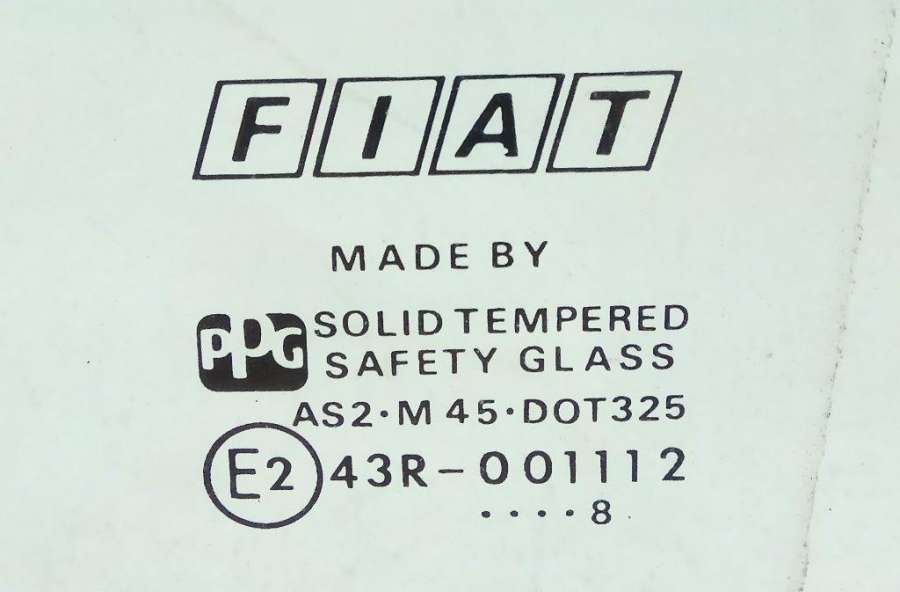 FIAT
MADE BY
PPG SOLID TEMPERED
SAFETY GLASS
AS2·M 45·DOT325
E2 43R-001112
····8